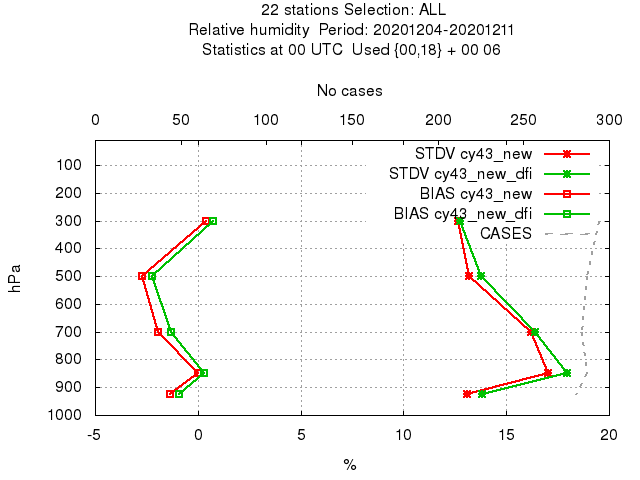 22 stations Selection: ALL
Relative humidity  Period: 20201204-20201211
Statistics at 00 UTC  Used {00,18} + 00 06
No cases
0 50 100 150 200 250 300
STDV cy43_new
STDV cy43_new_dfi
BIAS cy43_new
BIAS cy43_new_dfi
CASES
hPa
100
200
300
400
500
600
700
800
900
1000
-5 0 5 10 15 20
%